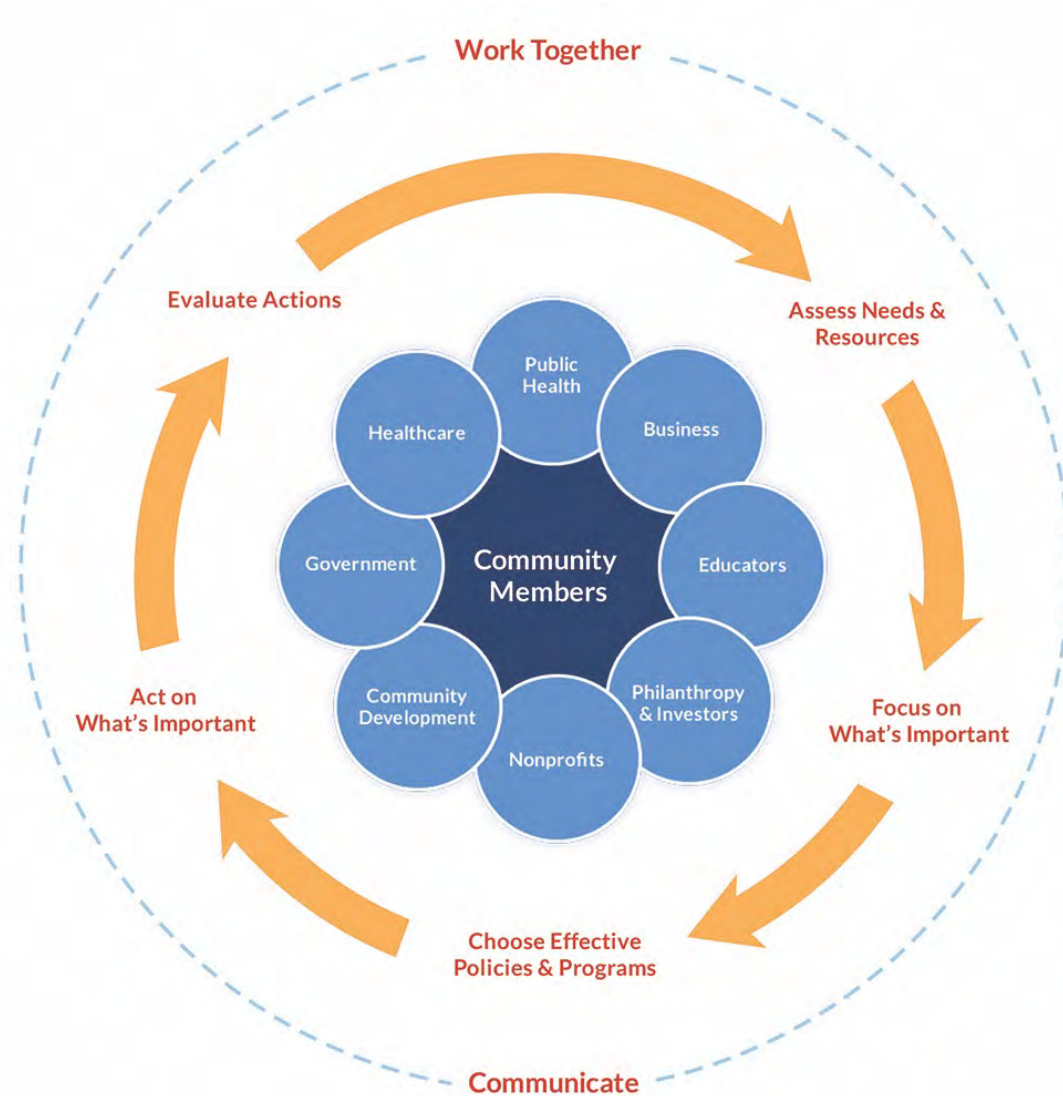 Work Together
Evaluate Actions
Assess Needs &
Resources
Public
Health
Healthcare
Business
Government
Community
Members
Educators
Community
Development
Philanthropy
& Investors
Nonprofits
Act on
What’s Important
Focus on
What’s Important
Choose Effective
Policies & Programs
Communicate